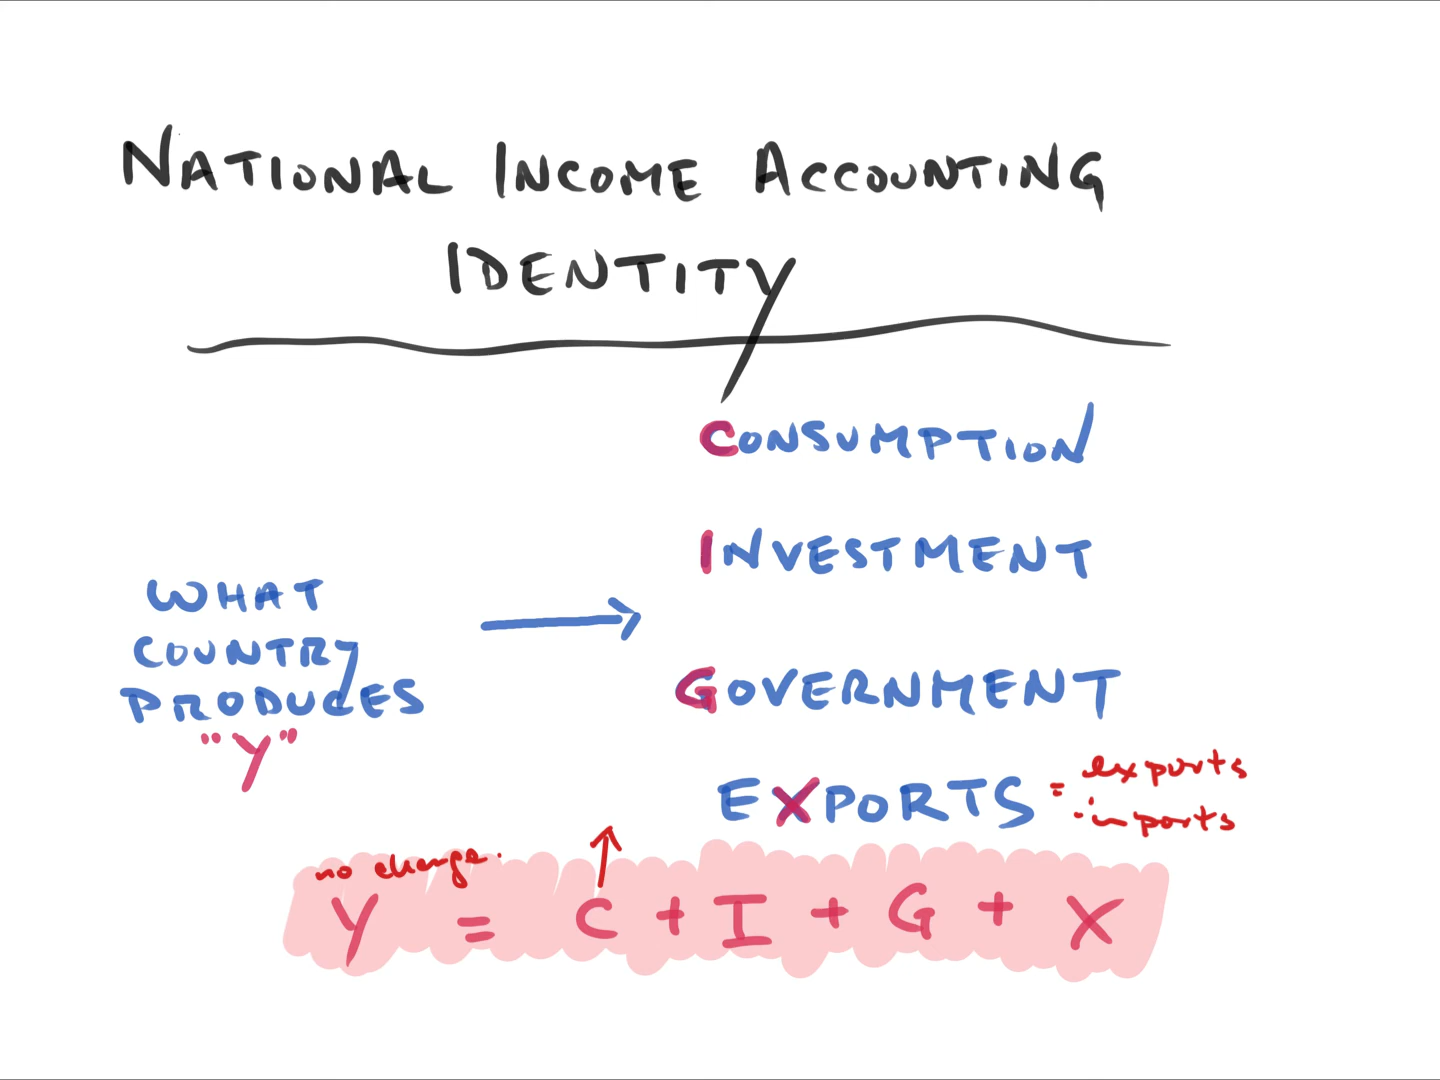 NATIONAL INCOME ACCOUNTING
IDENTITY
CONSUMPTION
INVESTMENT
WHAT
COUNTRY
PRODUCES
"Y"
GOVERNMENT
EXPORTS = exports
- imports
no change.
Y = C + I + G + X